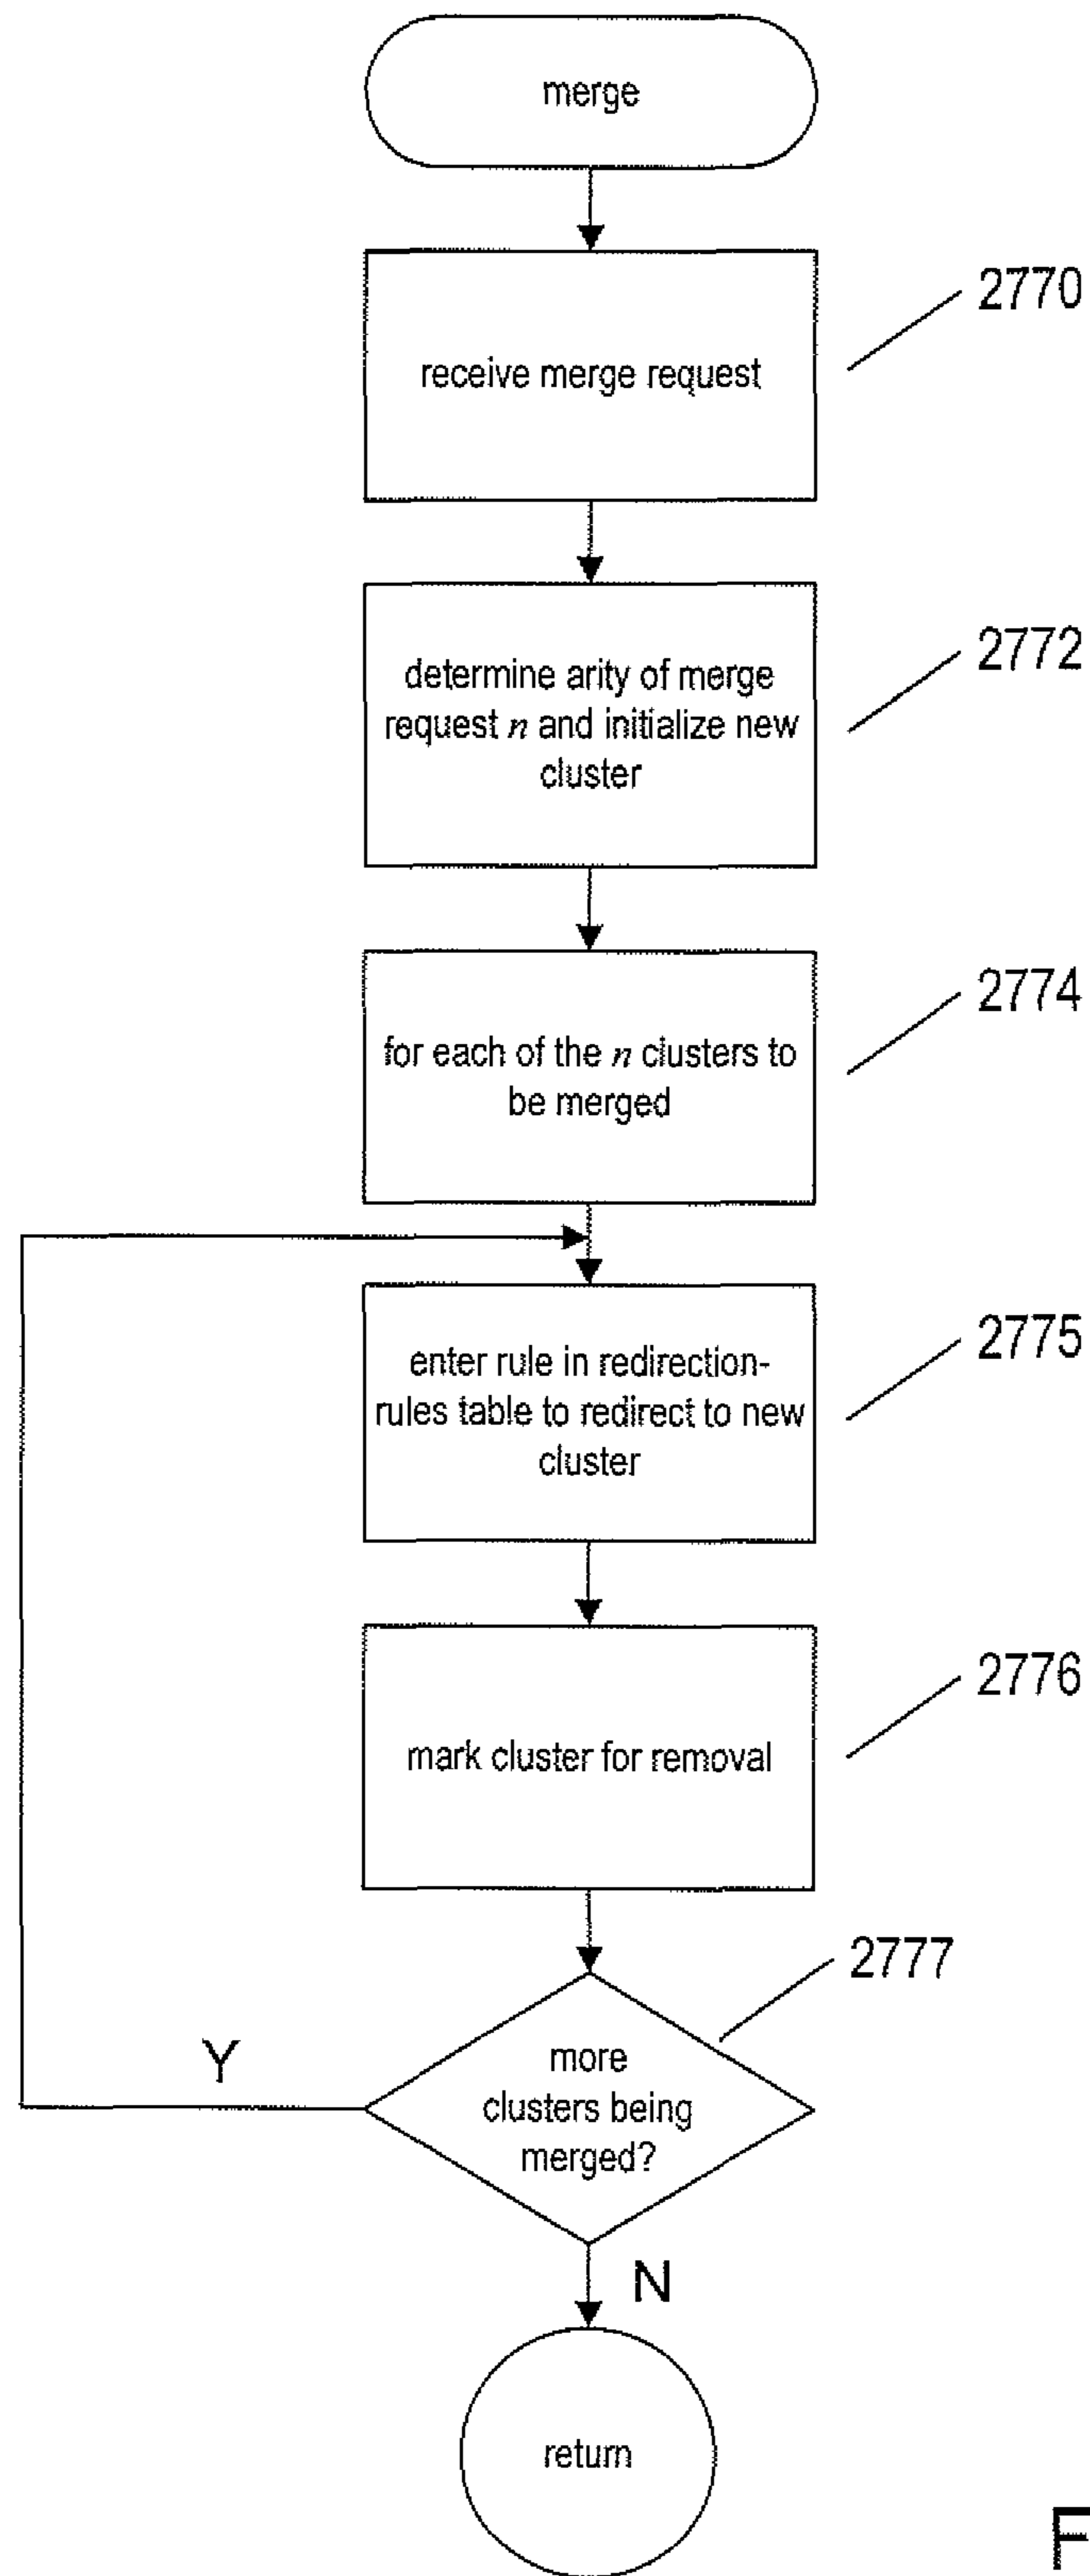 merge
receive merge request
2770
determine arity of merge
request n and initialize new
cluster
2772
for each of the n clusters to
be merged
2774
enter rule in redirection-
rules table to redirect to new
cluster
2775
mark cluster for removal
2776
more
clusters being
merged?
2777
Y
N
return
F